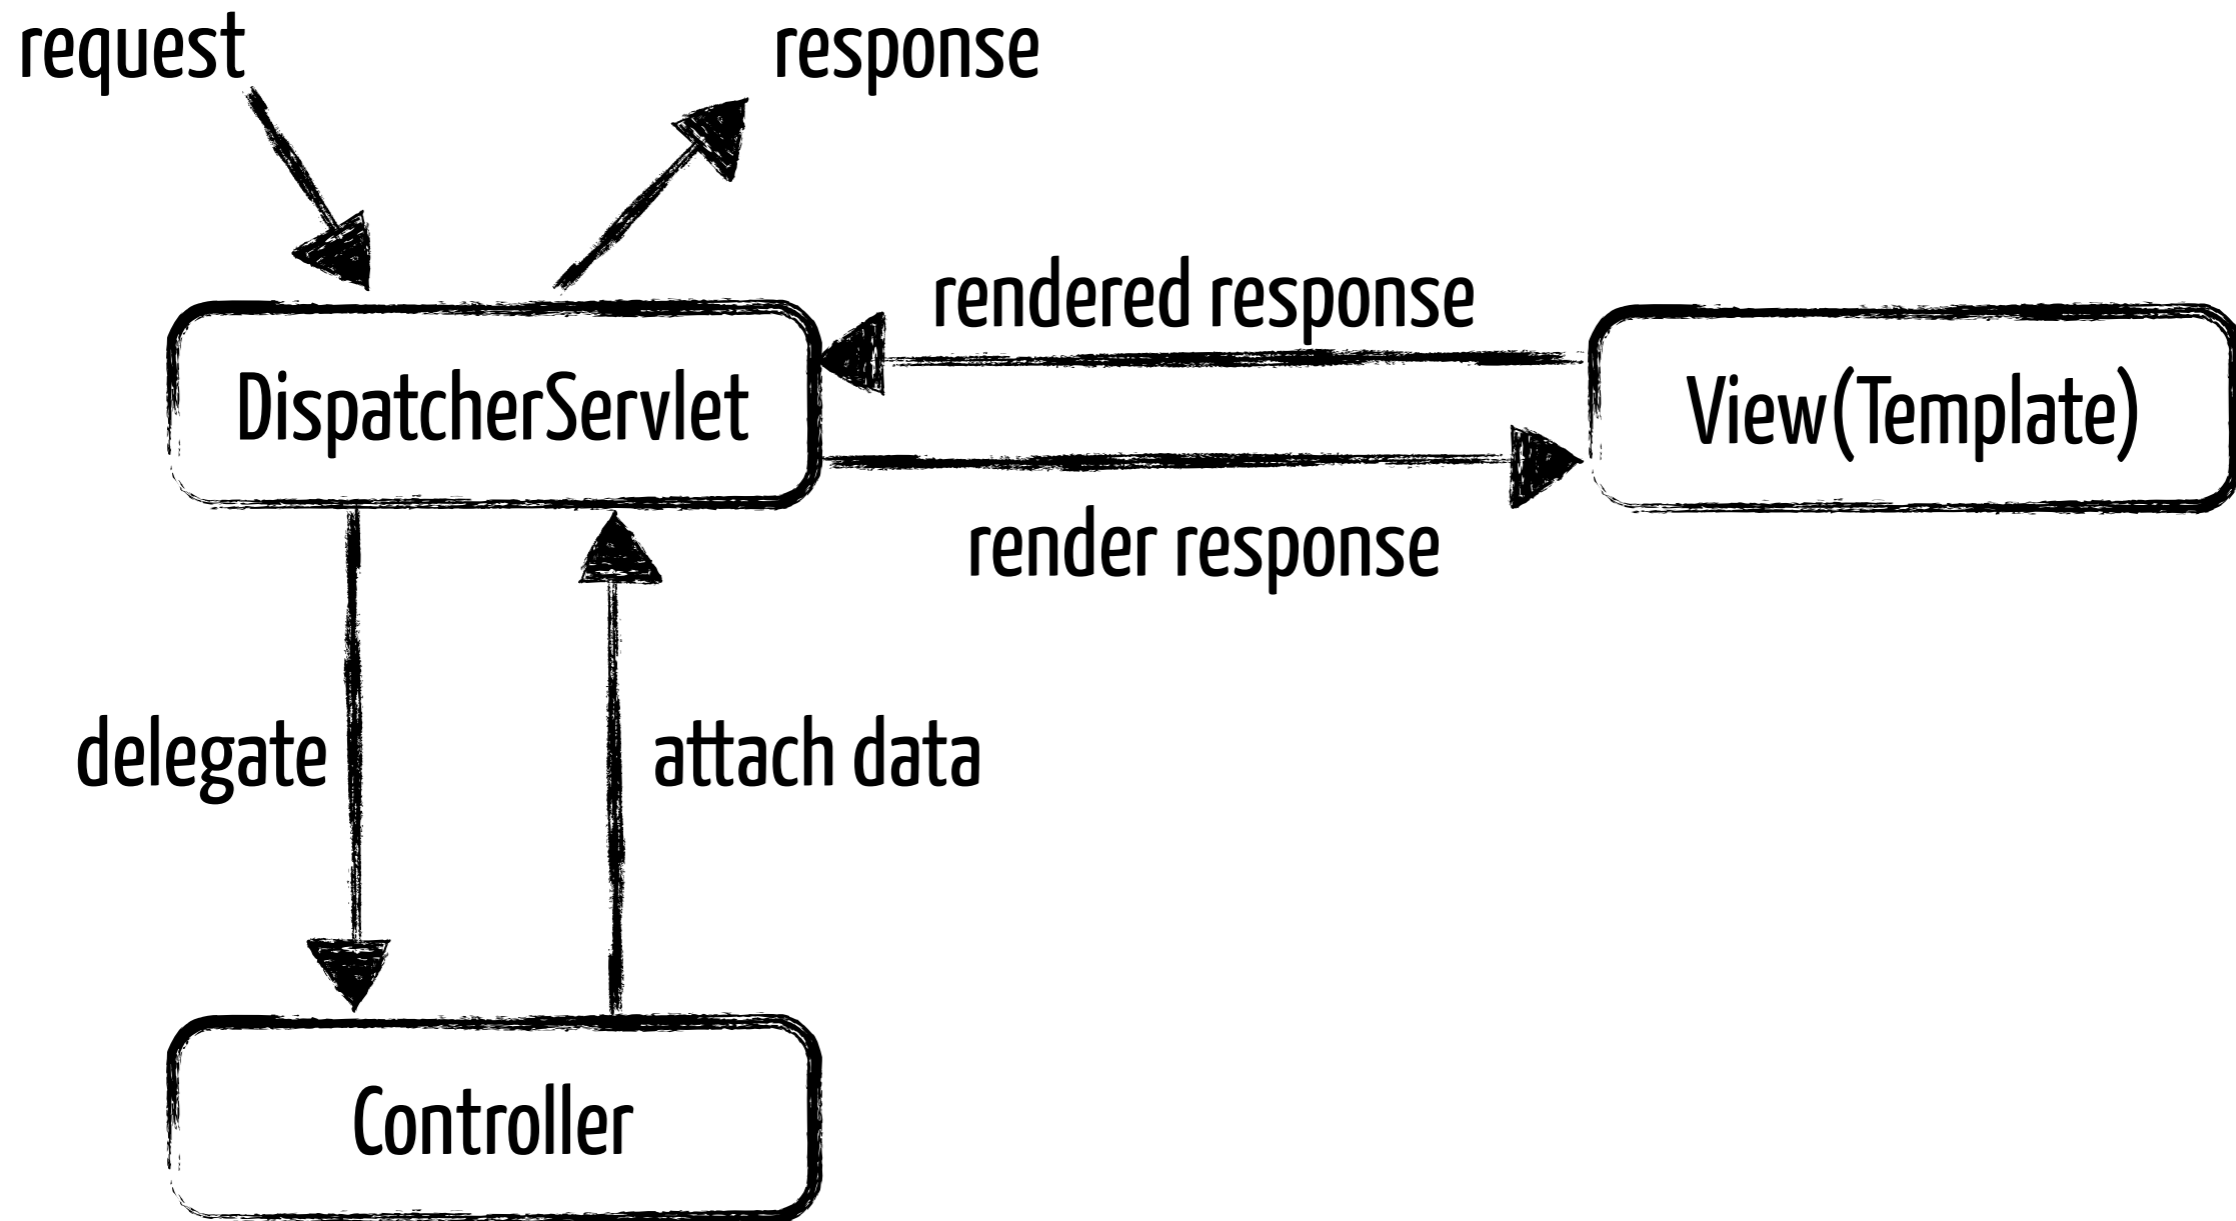 request
response
rendered response
DispatcherServlet
View(Template)
render response
delegate
attach data
Controller